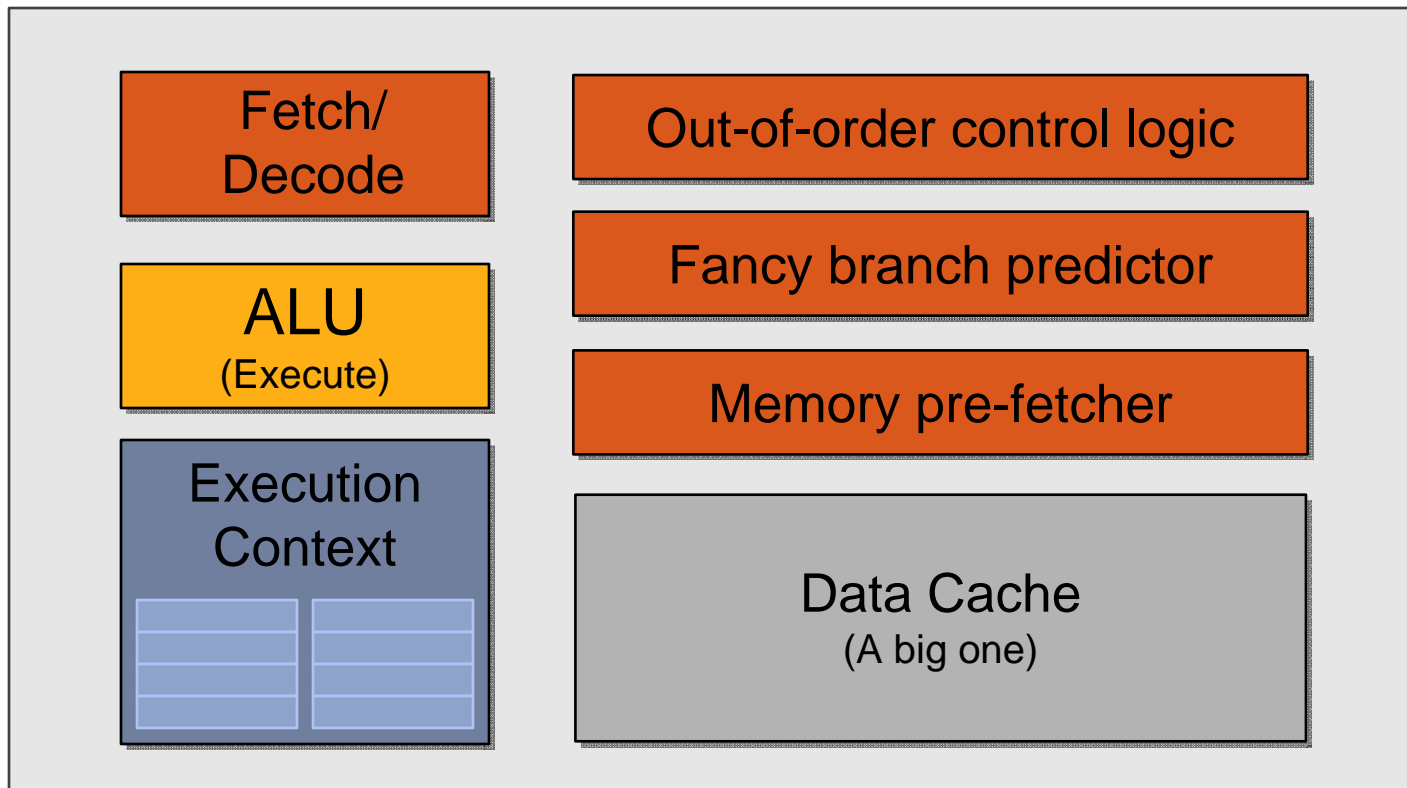 Fetch/
Decode
ALU
(Execute)
Execution
Context
Out-of-order control logic
Fancy branch predictor
Memory pre-fetcher
Data Cache
(A big one)